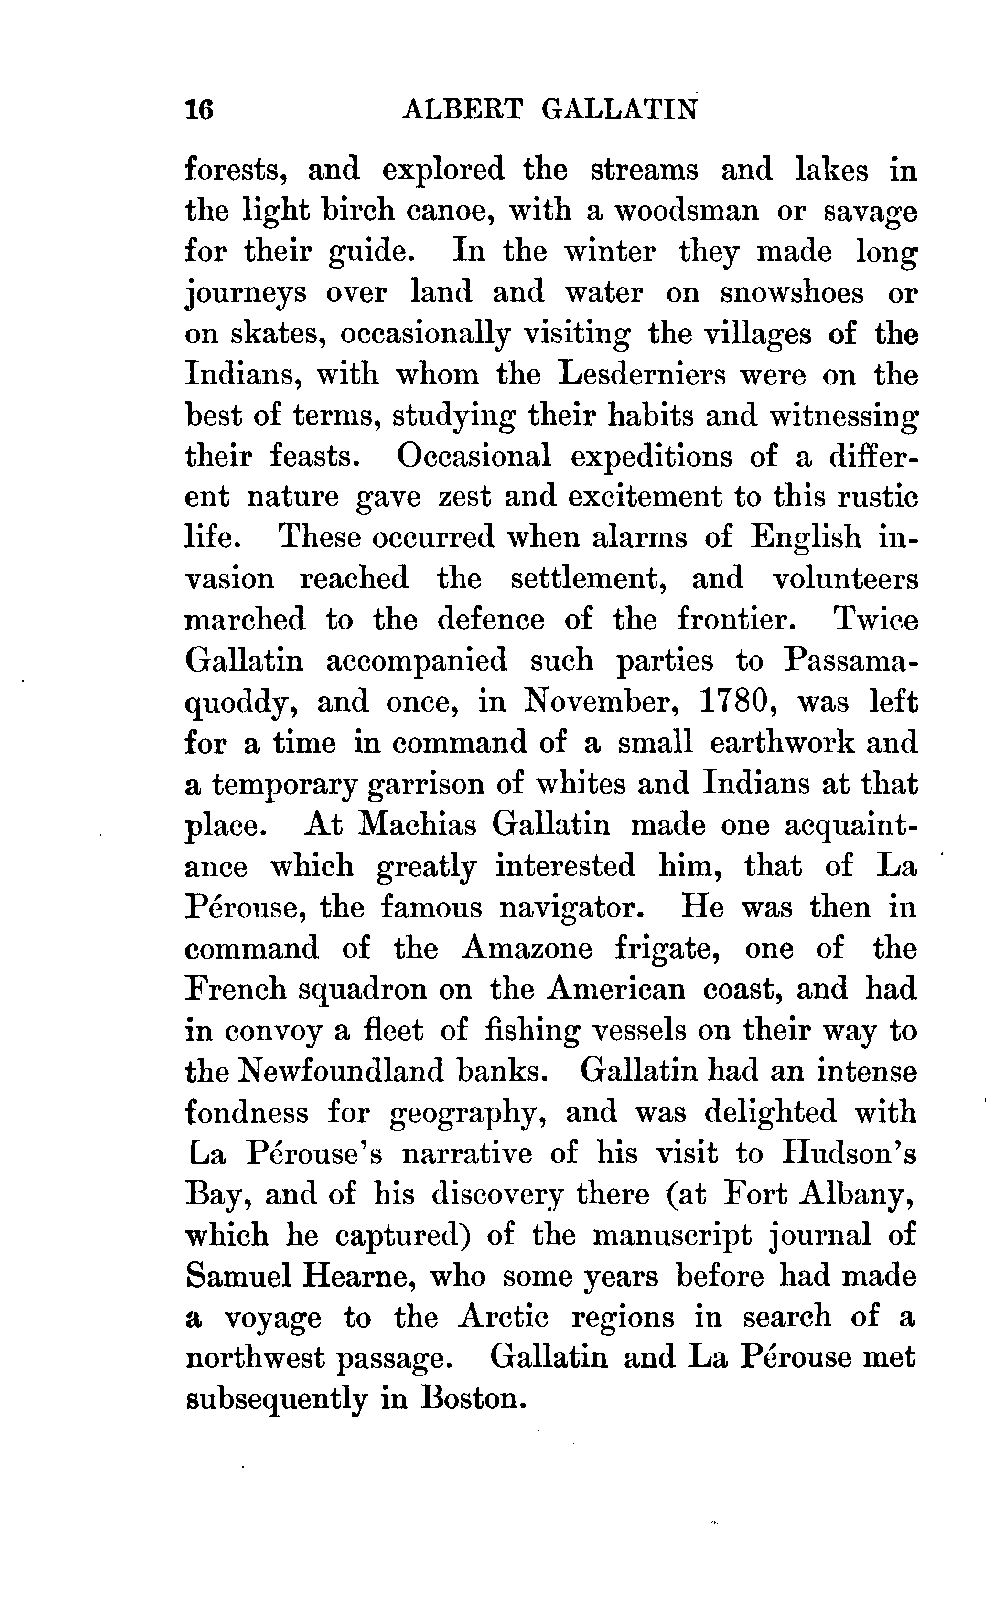 16 ALBERT GALLATIN
forests, and explored the streams and lakes in
the light birch canoe, with a woodsman or savage
for their guide. In the winter they made long
journeys over land and water on snowshoes or
on skates, occasionally visiting the villages of the
Indians, with whom the Lesderniers were on the
best of terms, studying their habits and witnessing
their feasts. Occasional expeditions of a differ-
ent nature gave zest and excitement to this rustic
life. These occurred when alarms of English in-
vasion reached the settlement, and volunteers
marched to the defence of the frontier. Twice
Gallatin accompanied such parties to Passama-
quoddy, and once, in November, 1780, was left
for a time in command of a small earthwork and
a temporary garrison of whites and Indians at that
place. At Machias Gallatin made one acquaint-
ance which greatly interested him, that of La
Pérouse, the famous navigator. He was then in
command of the Amazone frigate, one of the
French squadron on the American coast, and had
in convoy a fleet of fishing vessels on their way to
the Newfoundland banks. Gallatin had an intense
fondness for geography, and was delighted with
La Pérouse's narrative of his visit to Hudson's
Bay, and of his discovery there (at Fort Albany,
which he captured) of the manuscript journal of
Samuel Hearne, who some years before had made
a voyage to the Arctic regions in search of a
northwest passage. Gallatin and La Pérouse met
subsequently in Boston.